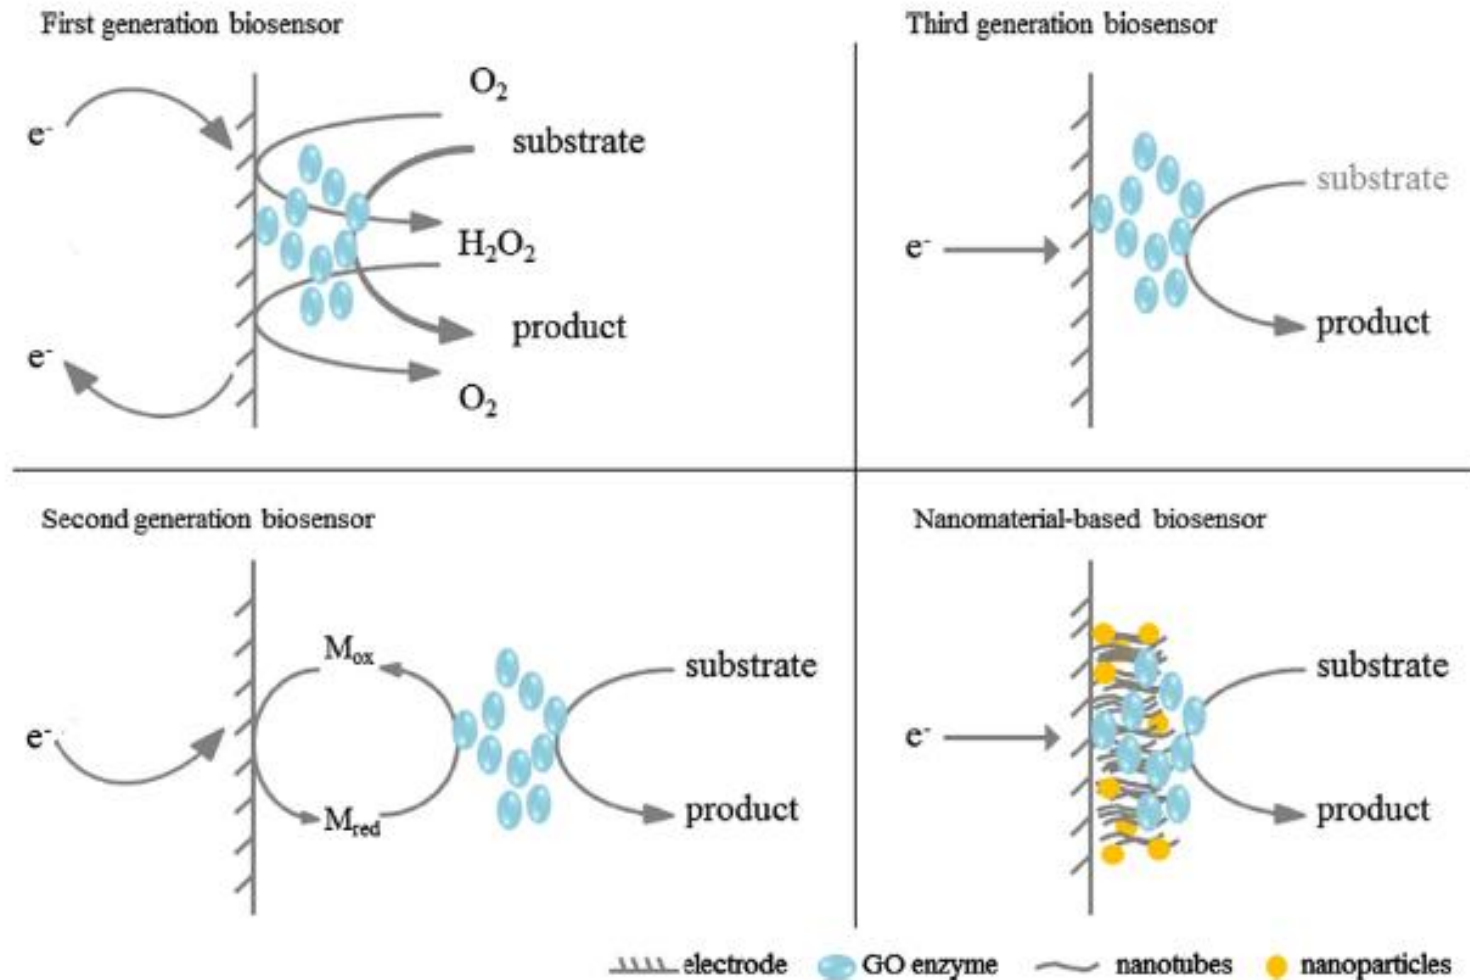 First generation biosensor
O₂
e⁻
substrate
H₂O₂
product
e⁻
O₂
Third generation biosensor
substrate
e⁻
product
Second generation biosensor
Mox
substrate
e⁻
Mred
product
Nanomaterial-based biosensor
substrate
e⁻
product
electrode GO enzyme nanotubes nanoparticles